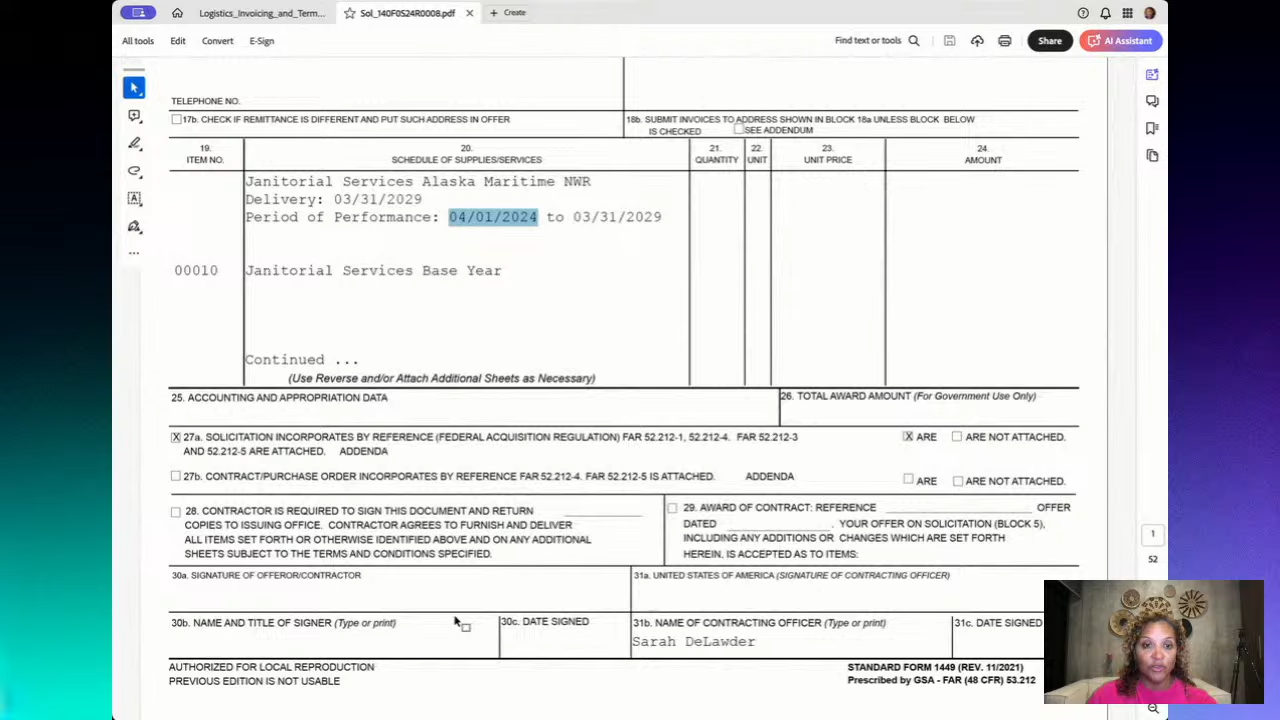 Logistics_Invoicing_and_Term...
Sol_140F0S24R0008.pdf
Create
All tools
Edit
Convert
E-Sign
Find text or tools
Share
AI Assistant
TELEPHONE NO.
17b. CHECK IF REMITTANCE IS DIFFERENT AND PUT SUCH ADDRESS IN OFFER
18b. SUBMIT INVOICES TO ADDRESS SHOWN IN BLOCK 18a UNLESS BLOCK BELOW
IS CHECKED
SEE ADDENDUM
19.
ITEM NO.
20.
SCHEDULE OF SUPPLIES/SERVICES
21.
QUANTITY
22.
UNIT
23.
UNIT PRICE
24.
AMOUNT
Janitorial Services Alaska Maritime NWR
Delivery: 03/31/2029
Period of Performance: 04/01/2024 to 03/31/2029
00010 Janitorial Services Base Year
Continued ...
(Use Reverse and/or Attach Additional Sheets as Necessary)
25. ACCOUNTING AND APPROPRIATION DATA
26. TOTAL AWARD AMOUNT (For Government Use Only)
X 27a. SOLICITATION INCORPORATES BY REFERENCE (FEDERAL ACQUISITION REGULATION) FAR 52.212-1, 52.212-4. FAR 52.212-3
AND 52.212-5 ARE ATTACHED. ADDENDA
X ARE
ARE NOT ATTACHED.
27b. CONTRACT/PURCHASE ORDER INCORPORATES BY REFERENCE FAR 52.212-4. FAR 52.212-5 IS ATTACHED. ADDENDA
ARE
ARE NOT ATTACHED.
28. CONTRACTOR IS REQUIRED TO SIGN THIS DOCUMENT AND RETURN
COPIES TO ISSUING OFFICE. CONTRACTOR AGREES TO FURNISH AND DELIVER
ALL ITEMS SET FORTH OR OTHERWISE IDENTIFIED ABOVE AND ON ANY ADDITIONAL
SHEETS SUBJECT TO THE TERMS AND CONDITIONS SPECIFIED.
29. AWARD OF CONTRACT: REFERENCE OFFER
DATED . YOUR OFFER ON SOLICITATION (BLOCK 5),
INCLUDING ANY ADDITIONS OR CHANGES WHICH ARE SET FORTH
HEREIN, IS ACCEPTED AS TO ITEMS:
30a. SIGNATURE OF OFFEROR/CONTRACTOR
31a. UNITED STATES OF AMERICA (SIGNATURE OF CONTRACTING OFFICER)
30b. NAME AND TITLE OF SIGNER (Type or print)
30c. DATE SIGNED
31b. NAME OF CONTRACTING OFFICER (Type or print)
Sarah DeLawder
31c. DATE SIGNED
AUTHORIZED FOR LOCAL REPRODUCTION
PREVIOUS EDITION IS NOT USABLE
STANDARD FORM 1449 (REV. 11/2021)
Prescribed by GSA - FAR (48 CFR) 53.212
1
52